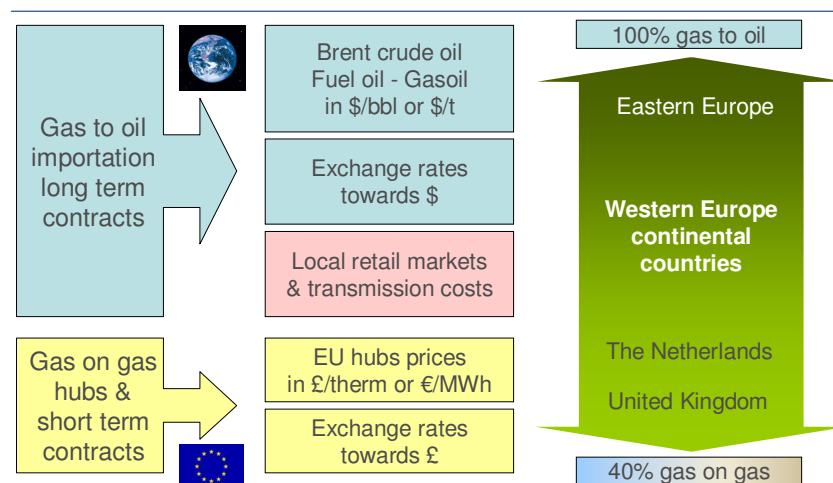 Gas to oil
importation
long term
contracts
Brent crude oil
Fuel oil - Gasoil
in $/bbl or $/t
Exchange rates
towards $
Local retail markets
& transmission costs
Gas on gas
hubs &
short term
contracts
EU hubs prices
in £/therm or €/MWh
Exchange rates
towards £
100% gas to oil
Eastern Europe
Western Europe
continental
countries
The Netherlands
United Kingdom
40% gas on gas